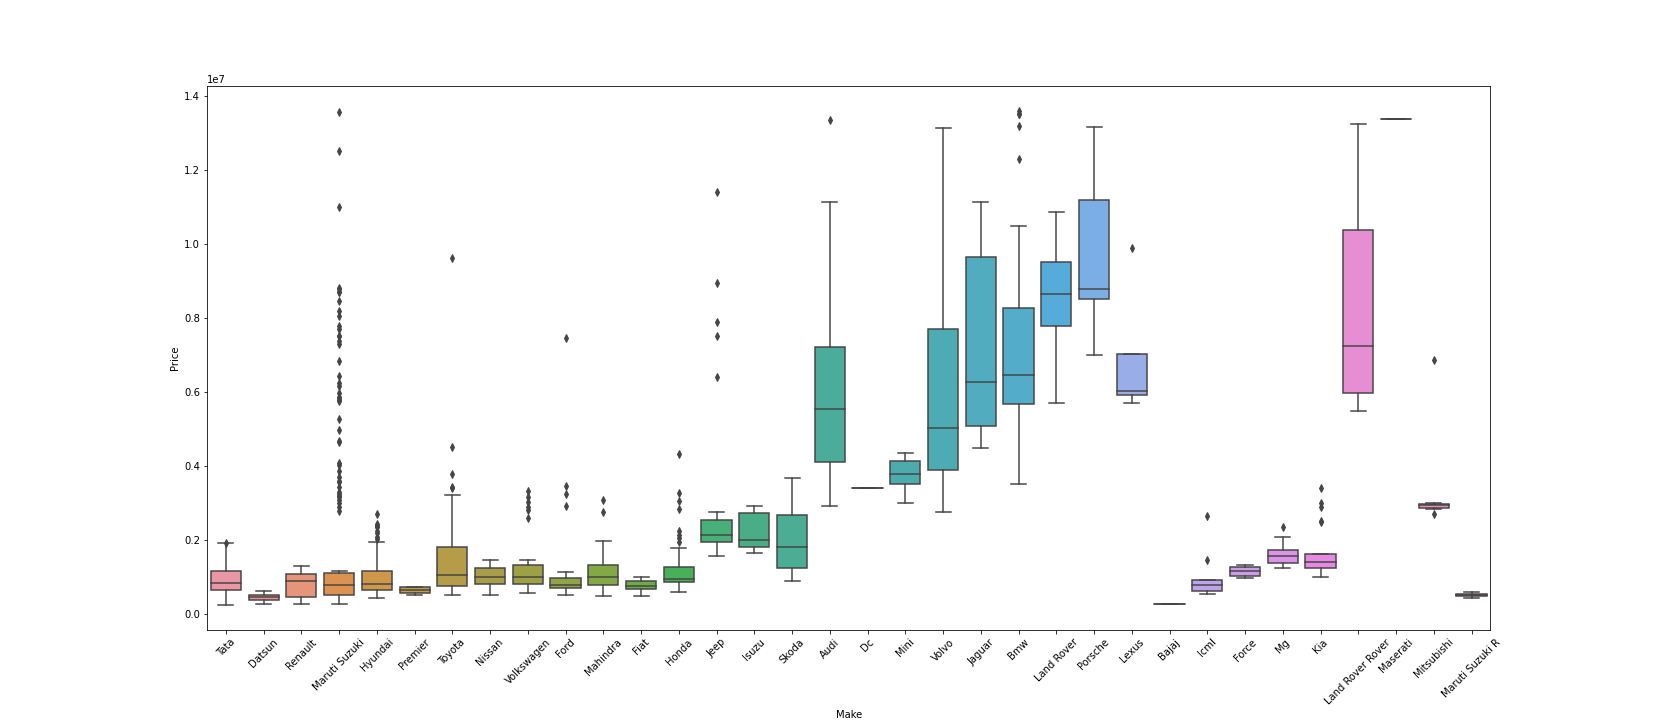 1e7
1.4
1.2
1.0
0.8
0.6
0.4
0.2
0.0
Price
Tata
Datsun
Renault
Maruti Suzuki
Hyundai
Premier
Toyota
Nissan
Volkswagen
Ford
Mahindra
Fiat
Honda
Jeep
Isuzu
Skoda
Audi
Dc
Mini
Volvo
Jaguar
Bmw
Land Rover
Porsche
Lexus
Bajaj
Icml
Force
Mg
Kia
Land Rover Rover
Maserati
Mitsubishi
Maruti Suzuki R
Make